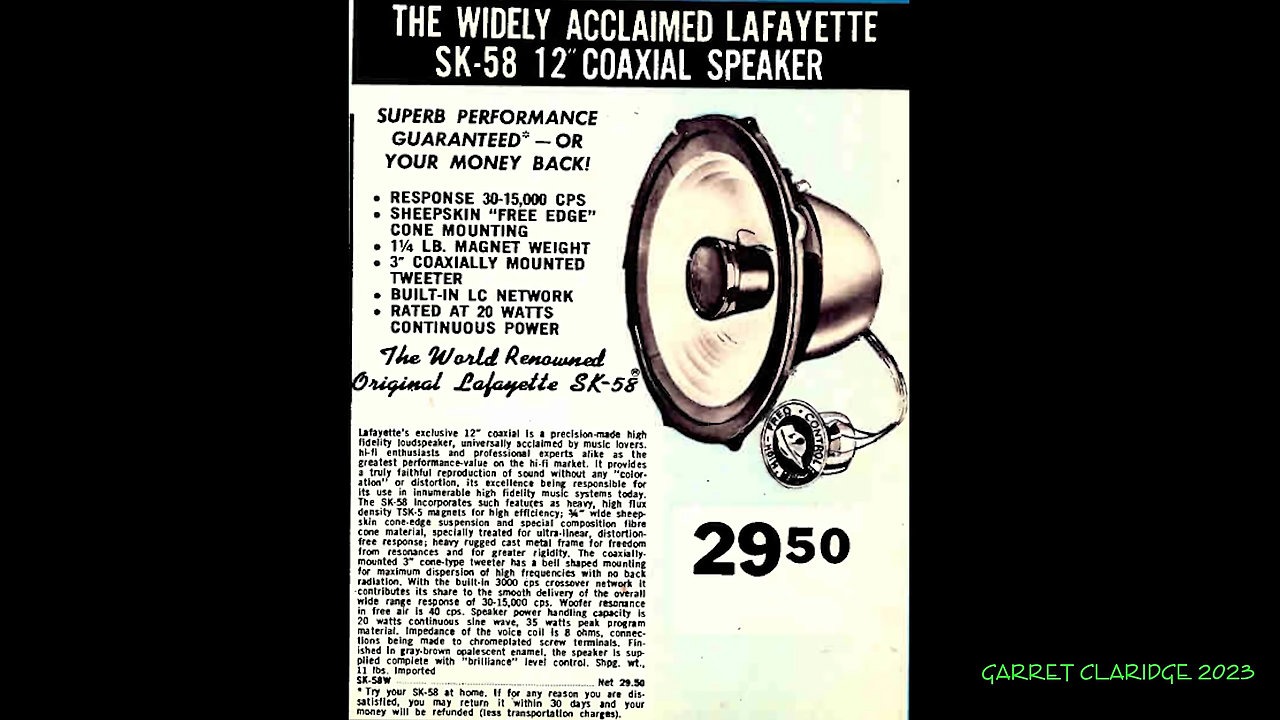 THE WIDELY ACCLAIMED LAFAYETTE
SK-58 12" COAXIAL SPEAKER
SUPERB PERFORMANCE
GUARANTEED* — OR
YOUR MONEY BACK!
• RESPONSE 30-15,000 CPS
• SHEEPSKIN "FREE EDGE"
CONE MOUNTING
• 1¼ LB. MAGNET WEIGHT
• 3" COAXIALLY MOUNTED
TWEETER
• BUILT-IN LC NETWORK
• RATED AT 20 WATTS
CONTINUOUS POWER
The World Renowned
Original Lafayette SK-58®
HIGH-FREQ • CONTROL
Lafayette's exclusive 12" coaxial is a precision-made high
fidelity loudspeaker, universally acclaimed by music lovers.
hi-fi enthusiasts and professional experts alike as the
greatest performance-value on the hi-fi market. It provides
a truly faithful reproduction of sound without any "color-
ation" or distortion, its excellence being responsible for
its use in innumerable high fidelity music systems today.
The SK-58 incorporates such features as heavy, high flux
density TSK-5 magnets for high efficiency; ¾" wide sheep-
skin cone-edge suspension and special composition fibre
cone material, specially treated for ultra-linear, distortion-
free response; heavy rugged cast metal frame for freedom
from resonances and for greater rigidity. The coaxially-
mounted 3" cone-type tweeter has a bell shaped mounting
for maximum dispersion of high frequencies with no back
radiation. With the built-in 3000 cps crossover network it
contributes its share to the smooth delivery of the overall
wide range response of 30-15,000 cps. Woofer resonance
in free air is 40 cps. Speaker power handling capacity is
20 watts continuous sine wave, 35 watts peak program
material. Impedance of the voice coil is 8 ohms, connec-
tions being made to chromeplated screw terminals. Fin-
ished in gray-brown opalescent enamel, the speaker is sup-
plied complete with "brilliance" level control. Shpg. wt.,
11 lbs. Imported
SK-58W ........ Net 29.50
* Try your SK-58 at home. If for any reason you are dis-
satisfied, you may return it within 30 days and your
money will be refunded (less transportation charges).
29 50
GARRET CLARIDGE 2023